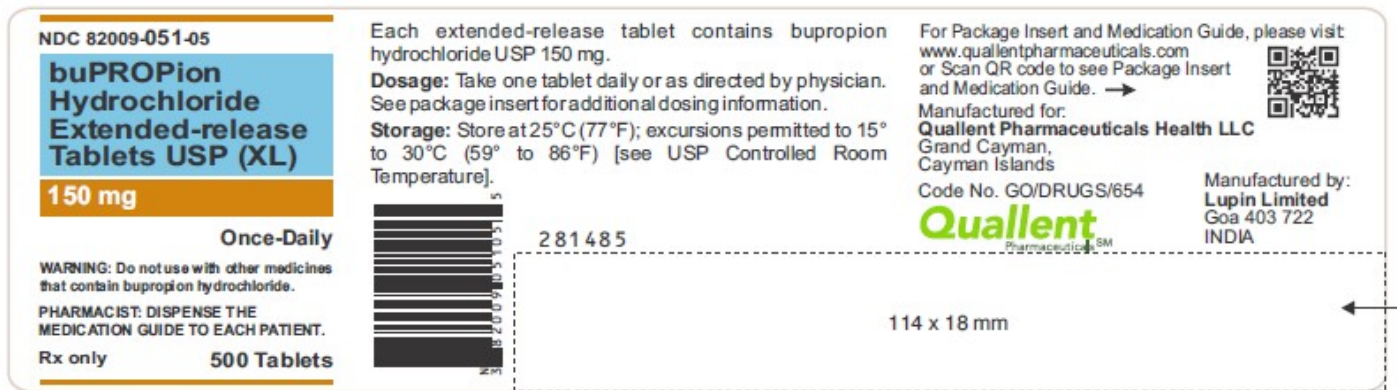 NDC 82009-051-05
buPROPion
Hydrochloride
Extended-release
Tablets USP (XL)
150 mg
Once-Daily
WARNING: Do not use with other medicines
that contain bupropion hydrochloride.
PHARMACIST: DISPENSE THE
MEDICATION GUIDE TO EACH PATIENT.
Rx only
500 Tablets
Each extended-release tablet contains bupropion
hydrochloride USP 150 mg.
Dosage: Take one tablet daily or as directed by physician.
See package insert for additional dosing information.
Storage: Store at 25°C (77°F); excursions permitted to 15°
to 30°C (59° to 86°F) [see USP Controlled Room
Temperature].
N
3 82009 05105 5
281485
For Package Insert and Medication Guide, please visit:
www.quallentpharmaceuticals.com
or Scan QR code to see Package Insert
and Medication Guide.
Manufactured for:
Quallent Pharmaceuticals Health LLC
Grand Cayman,
Cayman Islands
Code No. GO/DRUGS/654
Quallent
Pharmaceuticals SM
Manufactured by:
Lupin Limited
Goa 403 722
INDIA
114 x 18 mm